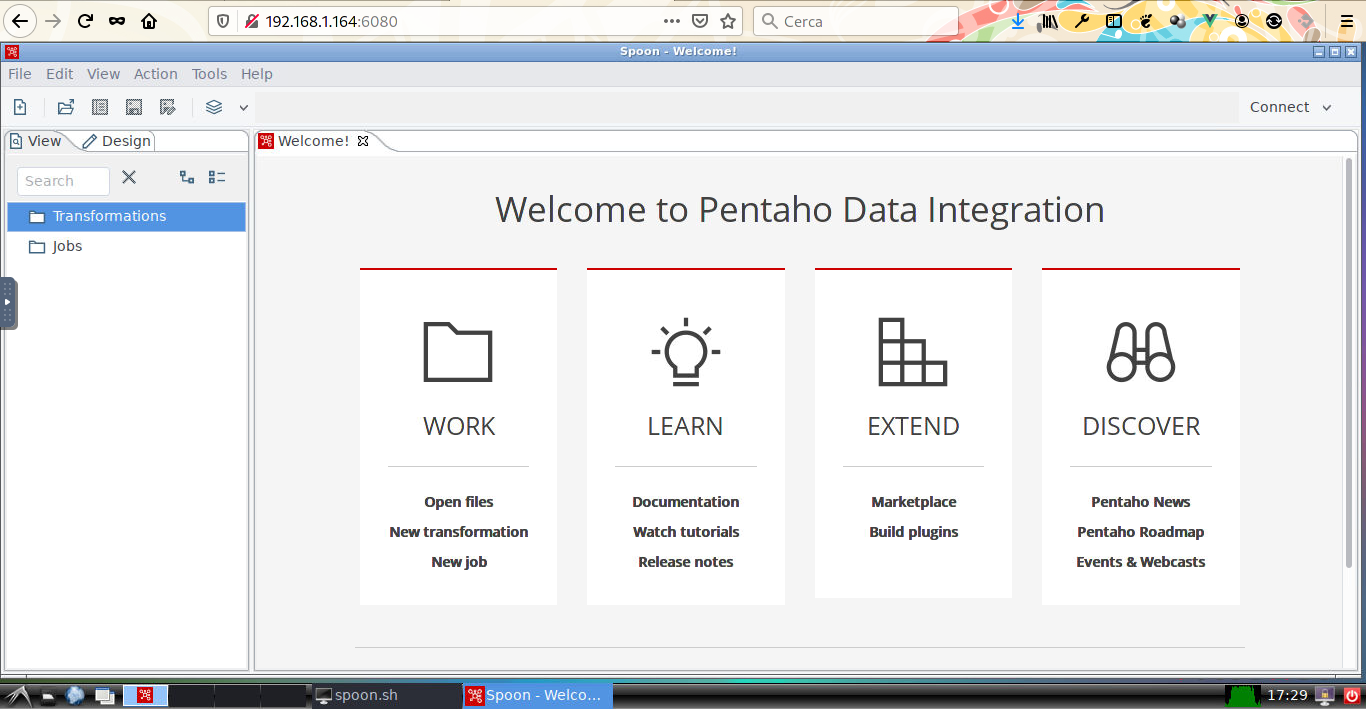 192.168.1.164:6080
Cerca
Spoon - Welcome!
File Edit View Action Tools Help
Connect
View Design
Welcome!
Search
Transformations
Jobs
Welcome to Pentaho Data Integration
WORK
Open files
New transformation
New job
LEARN
Documentation
Watch tutorials
Release notes
EXTEND
Marketplace
Build plugins
DISCOVER
Pentaho News
Pentaho Roadmap
Events & Webcasts
spoon.sh
Spoon - Welco...
17:29